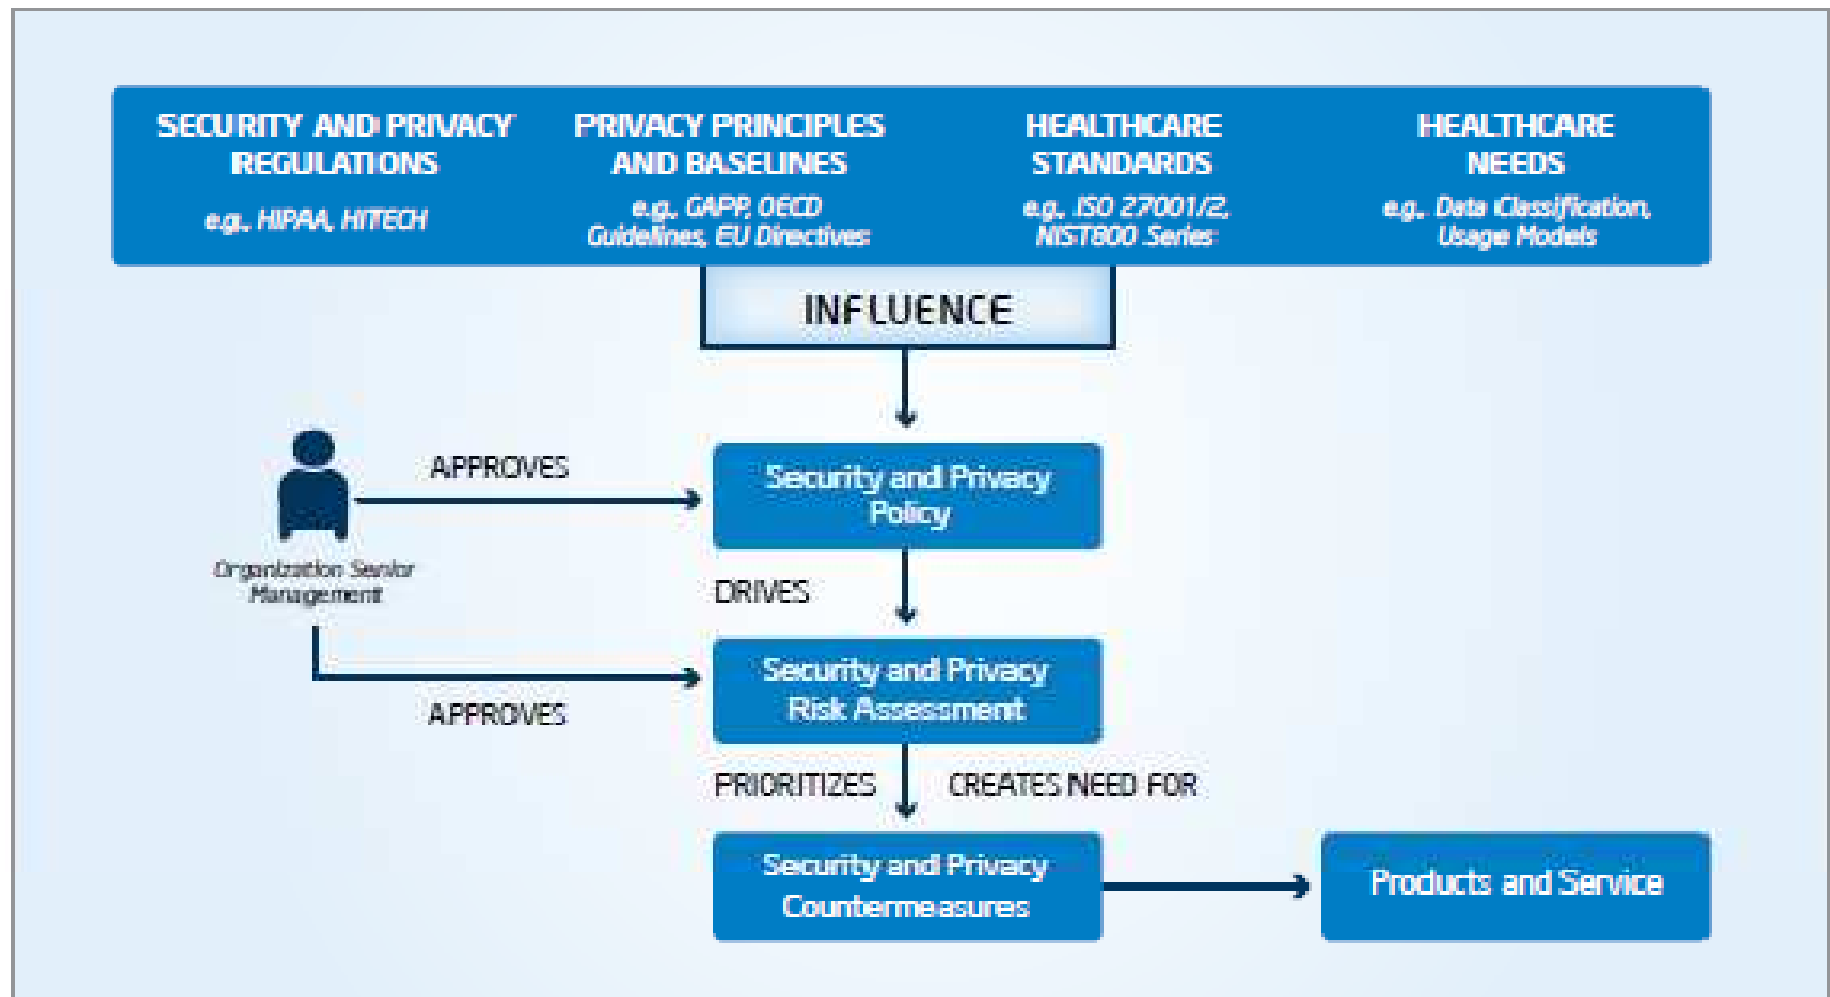 SECURITY AND PRIVACY
REGULATIONS
e.g., HIPAA, HITECH
PRIVACY PRINCIPLES
AND BASELINES
e.g., GAPP, OECD
Guidelines, EU Directives
HEALTHCARE
STANDARDS
e.g., ISO 27001/2,
NIST800 Series
HEALTHCARE
NEEDS
e.g., Data Classification,
Usage Models
INFLUENCE
APPROVES
Security and Privacy
Policy
Organization Senior
Management
DRIVES
Security and Privacy
Risk Assessment
APPROVES
PRIORITIZES
CREATES NEED FOR
Security and Privacy
Countermeasures
Products and Service